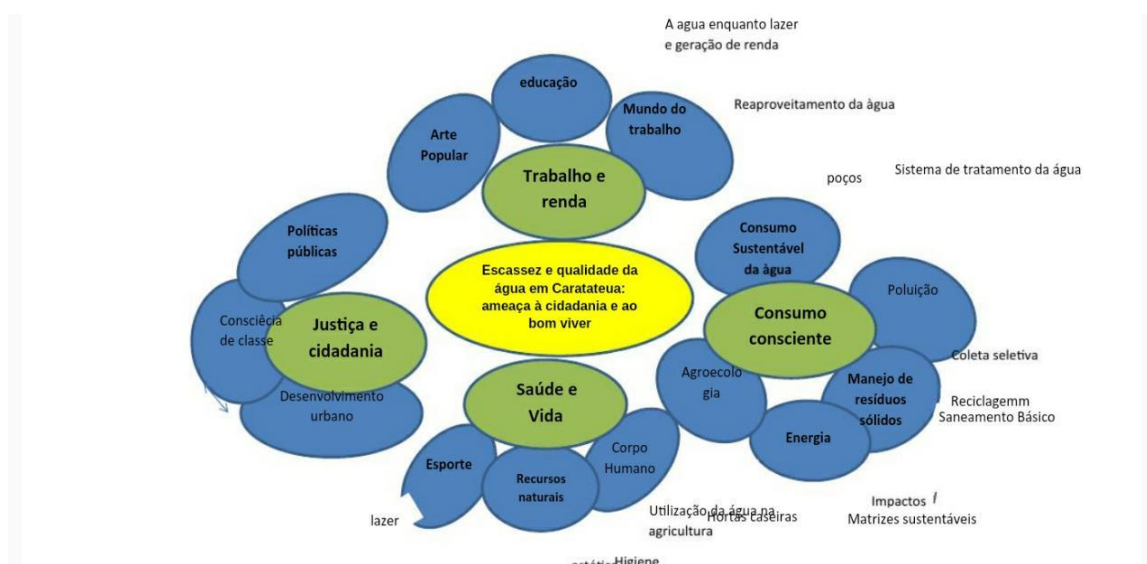 A agua enquanto lazer
e geração de renda
educação
Mundo do
trabalho
Reaproveitamento da àgua
Arte
Popular
Trabalho e
renda
poços
Sistema de tratamento da água
Políticas
públicas
Consumo
Sustentável
da àgua
Escassez e qualidade da
água em Caratateua:
ameaça à cidadania e ao
bom viver
Poluição
Consciêcia
de classe
Justiça e
cidadania
Consumo
consciente
Coleta seletiva
Desenvolvimento
urbano
Saúde e
Vida
Agroecolo
gia
Manejo de
resíduos
sólidos
Reciclagemm
Saneamento Básico
Energia
Esporte
Recursos
naturais
Corpo
Humano
lazer
Utilização da água na
agricultura
Hortas caseiras
Impactos
Matrizes sustentáveis
Higiene